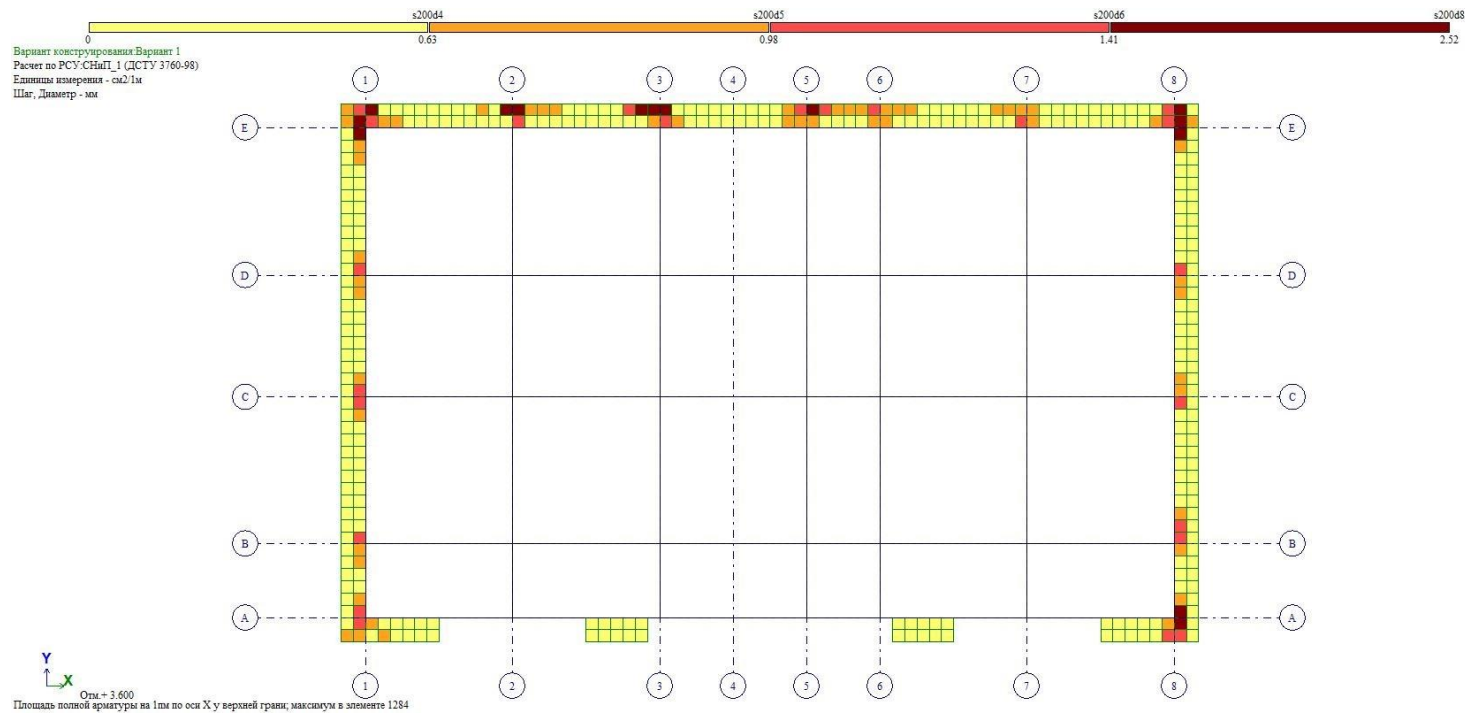 s200d4 s200d5 s200d6 s200d8
0 0.63 0.98 1.41 2.52
Вариант конструирования:Вариант 1
Расчет по РСУ:СНиП_1 (ДСТУ 3760-98)
Единицы измерения - см2/1м
Шаг, Диаметр - мм
1 2 3 4 5 6 7 8
E E
D D
C C
B B
A A
1 2 3 4 5 6 7 8
Y
X
Отм.+ 3.600
Площадь полной арматуры на 1пм по оси X у верхней грани; максимум в элементе 1284